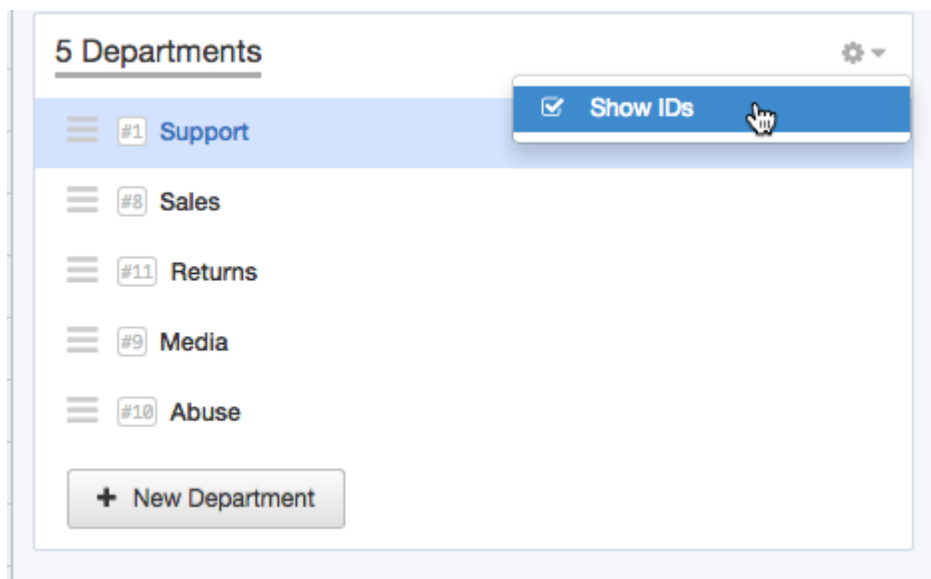 5 Departments
Show IDs
#1 Support
#8 Sales
#11 Returns
#9 Media
#10 Abuse
+ New Department